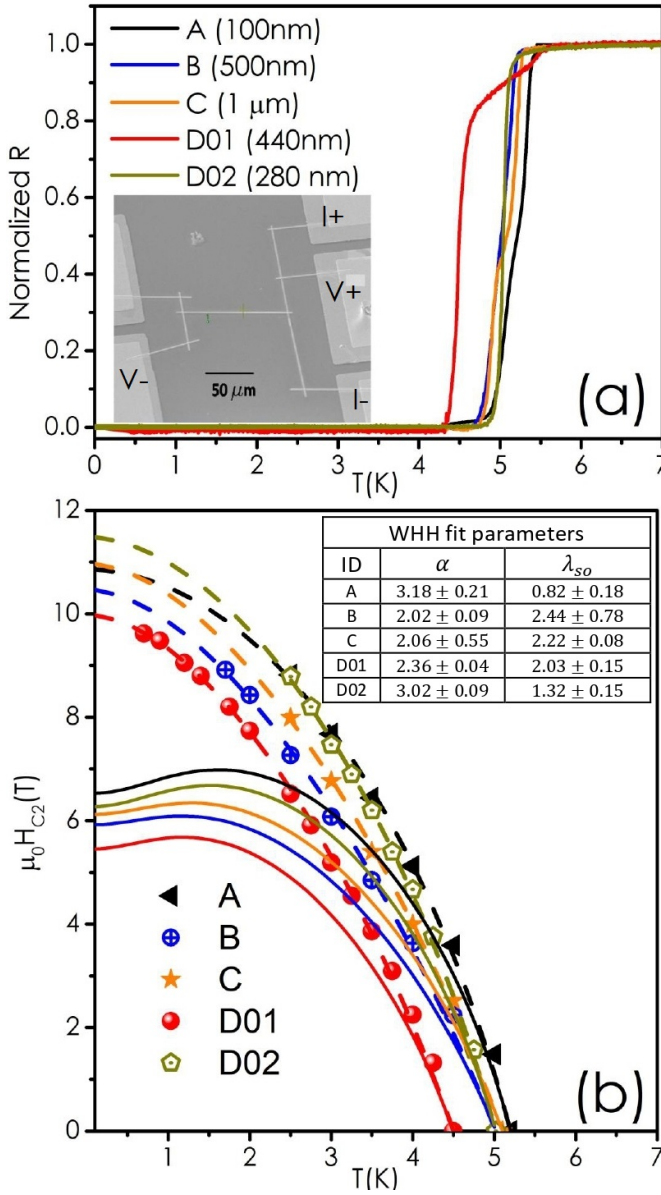 1.0
0.8
0.6
0.4
0.2
0.0
Normalized R
A (100nm)
B (500nm)
C (1 μm)
D01 (440nm)
D02 (280 nm)
I+
V+
V-
I-
50 μm
(a)
0 1 2 3 4 5 6 7
T(K)
12
10
8
6
4
2
0
μ₀H_C2(T)
WHH fit parameters
ID α λ_so
A 3.18 ± 0.21 0.82 ± 0.18
B 2.02 ± 0.09 2.44 ± 0.78
C 2.06 ± 0.55 2.22 ± 0.08
D01 2.36 ± 0.04 2.03 ± 0.15
D02 3.02 ± 0.09 1.32 ± 0.15
A
B
C
D01
D02
(b)
1 2 3 4 5 6 7
T(K)